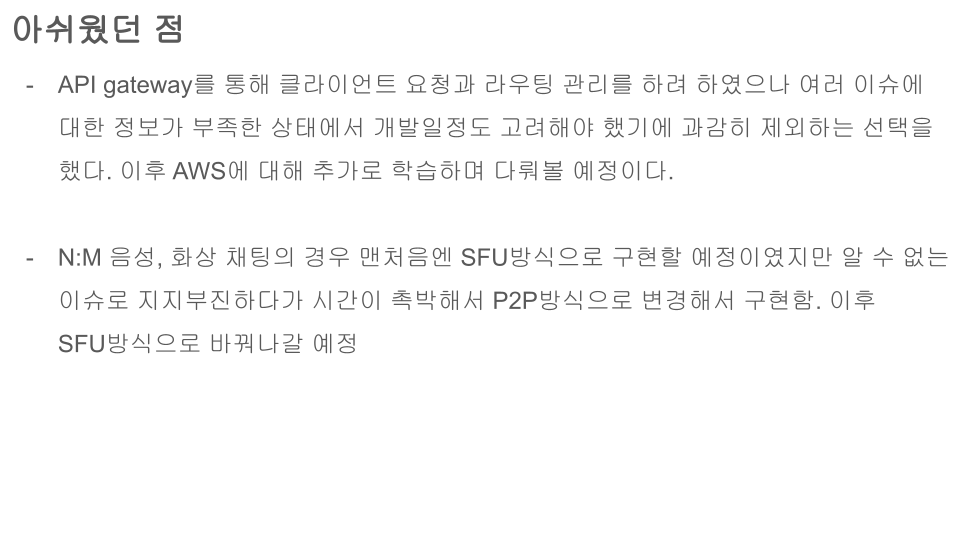 아쉬웠던 점
- API gateway를 통해 클라이언트 요청과 라우팅 관리를 하려 하였으나 여러 이슈에
대한 정보가 부족한 상태에서 개발일정도 고려해야 했기에 과감히 제외하는 선택을
했다. 이후 AWS에 대해 추가로 학습하며 다뤄볼 예정이다.
- N:M 음성, 화상 채팅의 경우 맨처음엔 SFU방식으로 구현할 예정이였지만 알 수 없는
이슈로 지지부진하다가 시간이 촉박해서 P2P방식으로 변경해서 구현함. 이후
SFU방식으로 바꿔나갈 예정